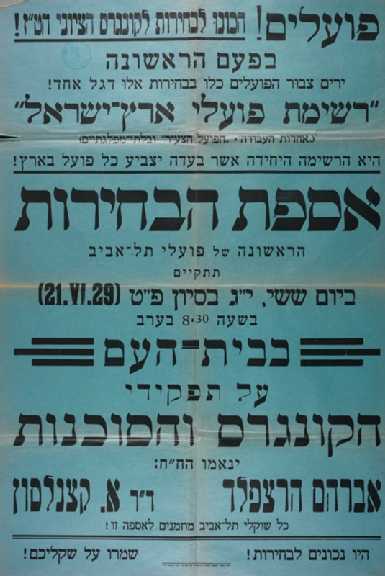 פועלים! הכוננו לבחירות לקונגרס הציוני הט"ז!
בפעם הראשונה
ירים צבור הפועלים כלו בבחירות אלו דגל אחד!
"רשימת פועלי ארץ־ישראל"
("אחדות העבודה", "הפועל הצעיר" ובלתי־מפלגתיים)
היא הרשימה היחידה אשר בעדה יצביע כל פועל בארץ!
אספת הבחירות
הראשונה של פועלי תל־אביב
תתקיים
ביום ששי, י"ג בסיון פ"ט (21.VI.29)
בשעה 8.30 בערב
בבית־העם
על תפקידי
הקונגרס והסוכנות
ינאמו הח"ח:
אברהם הרצפלד ד"ר א. קצנלסון
כל שוקלי תל־אביב מוזמנים לאספה זו!
היו נכונים לבחירות! שמרו על שקליכם!